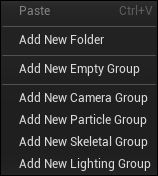 Paste Ctrl+V
Add New Folder
Add New Empty Group
Add New Camera Group
Add New Particle Group
Add New Skeletal Group
Add New Lighting Group